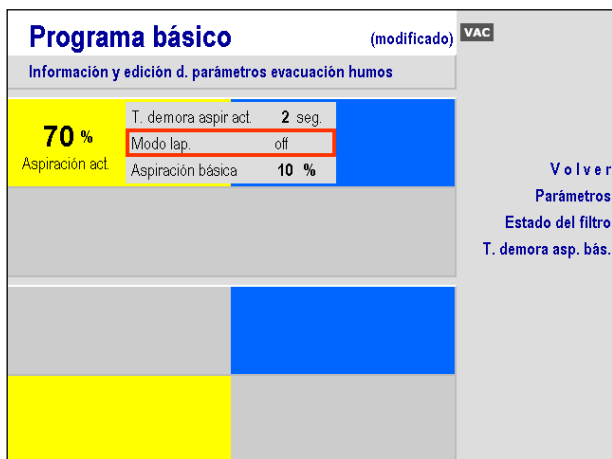 Programa básico (modificado) VAC
Información y edición d. parámetros evacuación humos
70 %
Aspiración act.
T. demora aspir act. 2 seg.
Modo lap. off
Aspiración básica 10 %
Volver
Parámetros
Estado del filtro
T. demora asp. bás.